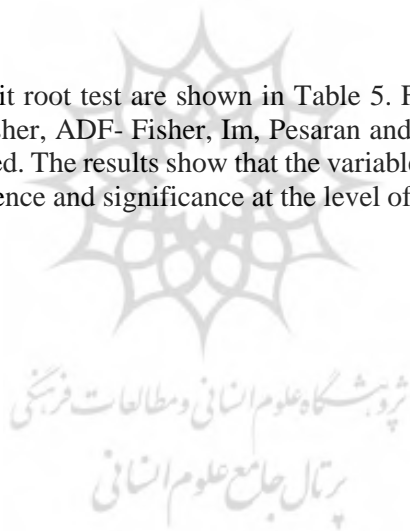 it root test are shown in Table 5. F
sher, ADF- Fisher, Im, Pesaran and
ed. The results show that the variable
ence and significance at the level of
پژوهشگاه علوم انسانی و مطالعات فرهنگی
پرتال جامع علوم انسانی